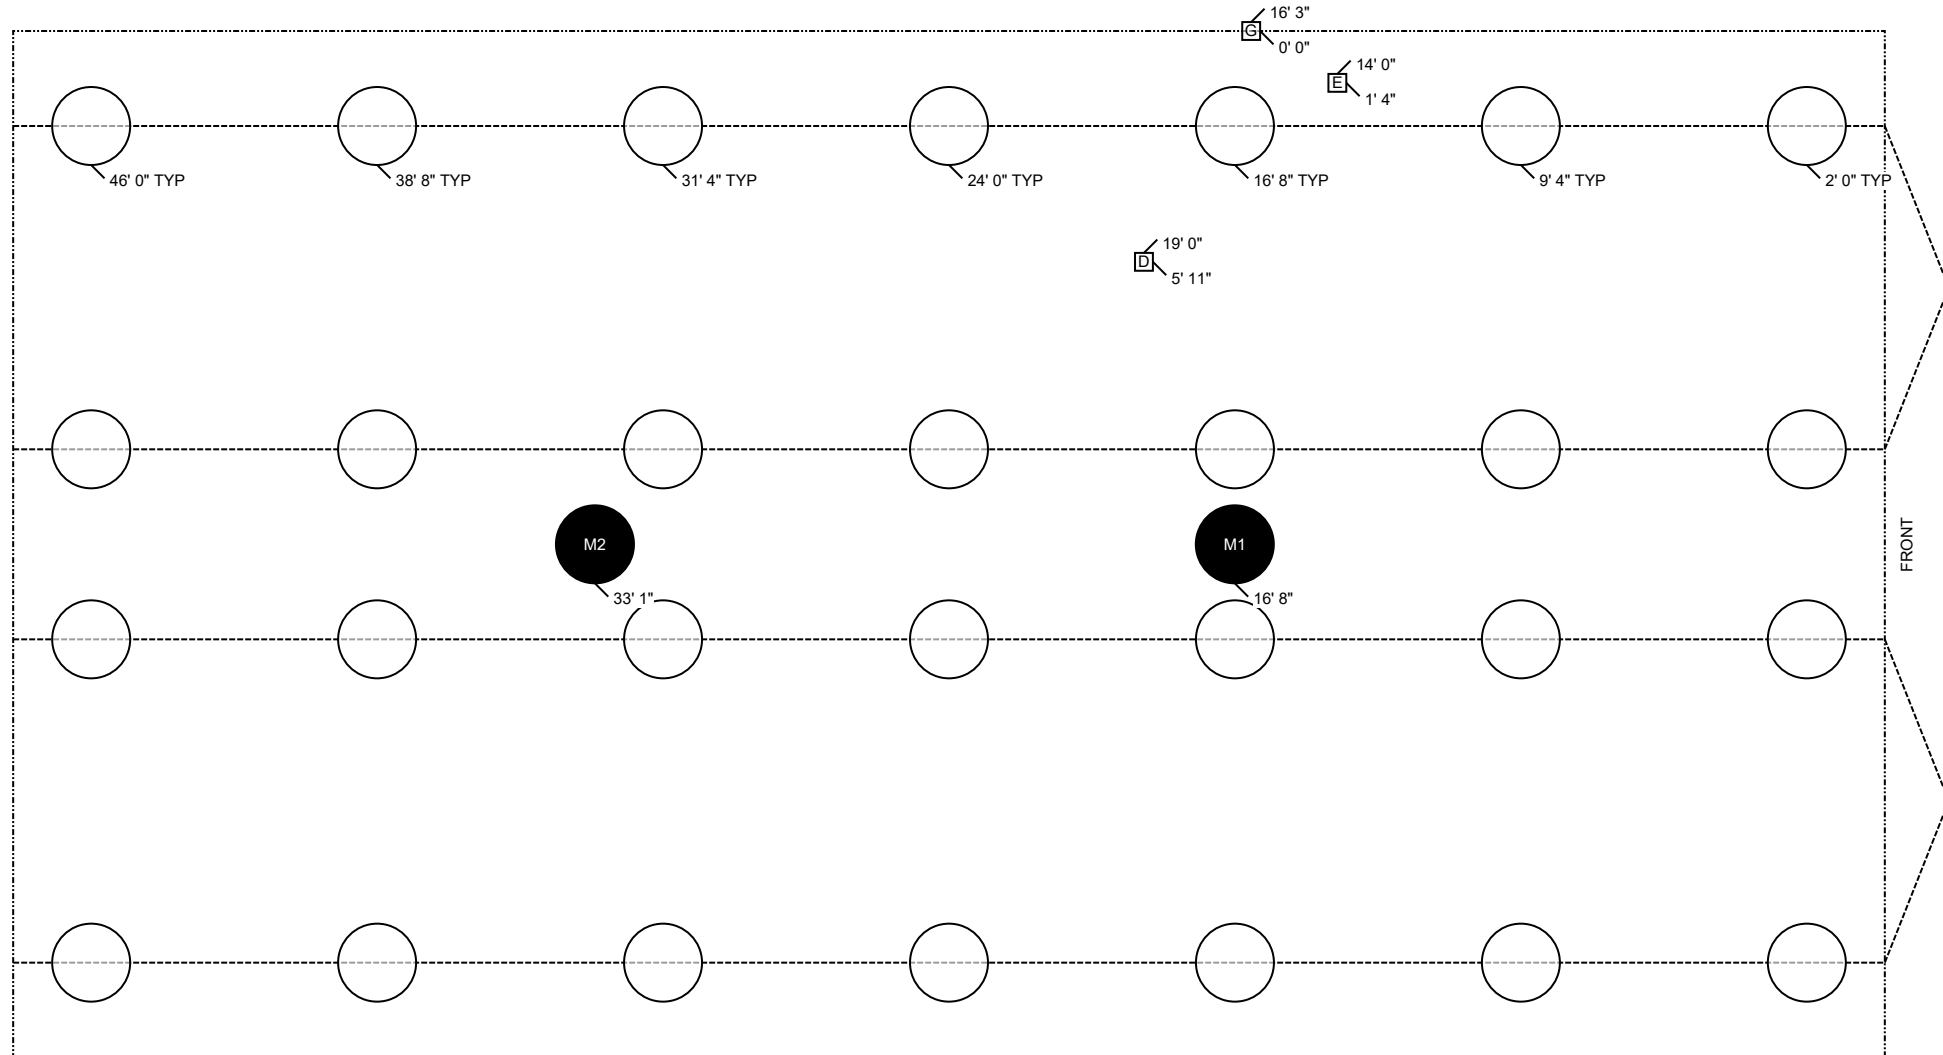 16' 3"
G
0' 0"
14' 0"
E
1' 4"
46' 0" TYP
38' 8" TYP
31' 4" TYP
24' 0" TYP
16' 8" TYP
9' 4" TYP
2' 0" TYP
19' 0"
D
5' 11"
M2
M1
FRONT
33' 1"
16' 8"